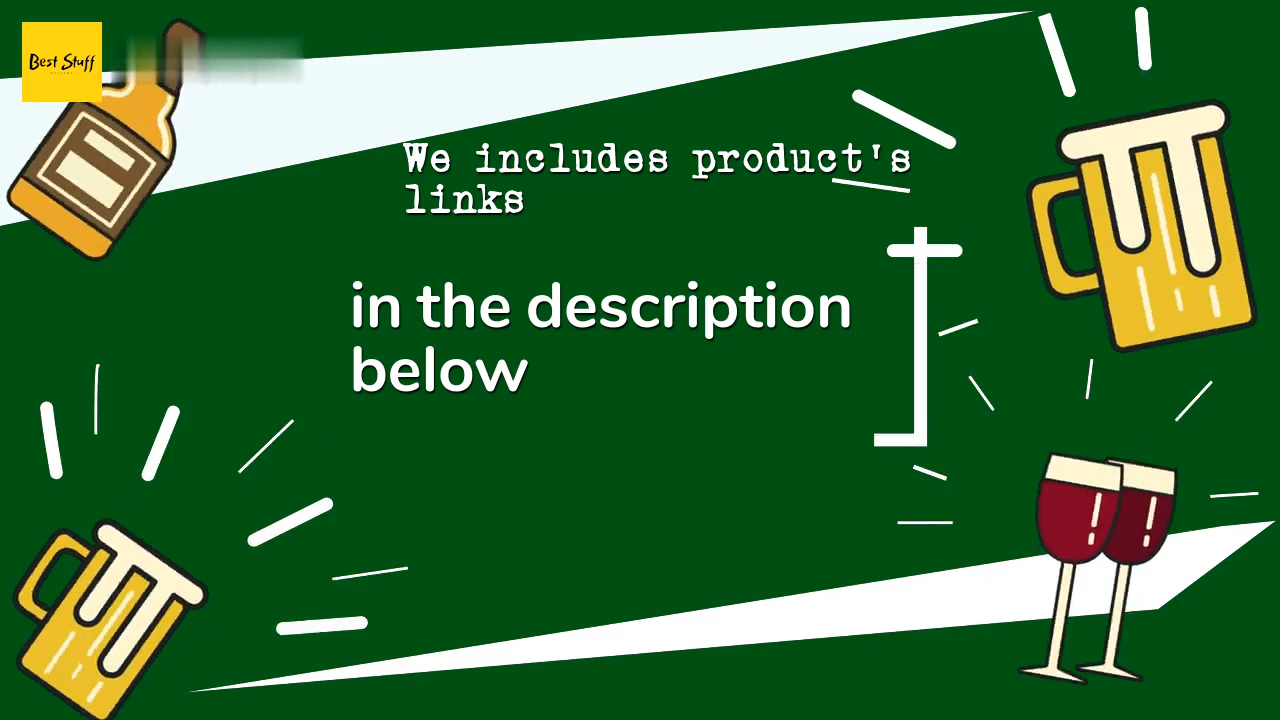 Best Stuff
We includes product's
links
in the description
below